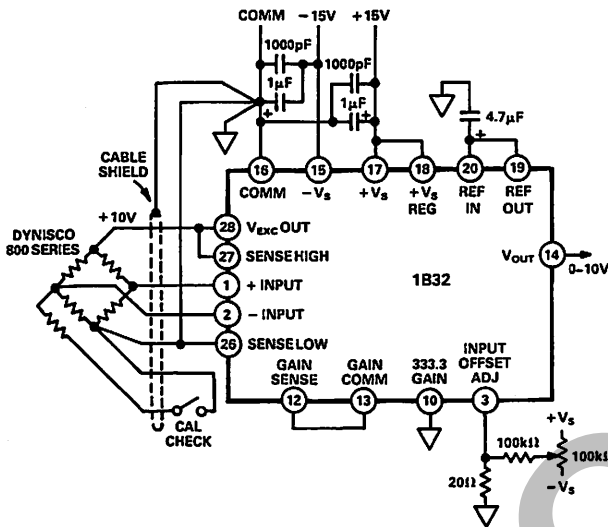 COMM −15V +15V
1000pF
1000pF
1µF
+
1µF
+
4.7µF
+
CABLE
SHIELD
16 15 17 18 20 19
COMM −Vs +Vs +Vs REG REF IN REF OUT
+10V
DYNISCO
800 SERIES
28 VEXC OUT
27 SENSE HIGH
1 + INPUT
2 − INPUT
26 SENSE LOW
1B32
VOUT 14
0–10V
GAIN
SENSE
12
GAIN
COMM
13
333.3
GAIN
10
INPUT
OFFSET
ADJ
3
CAL
CHECK
+Vs
100kΩ
100kΩ
20Ω
−Vs